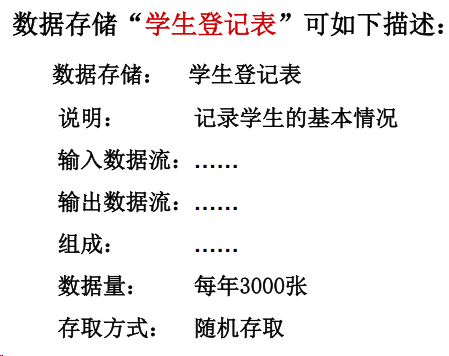 数据存储“学生登记表”可如下描述：
数据存储： 学生登记表
说明： 记录学生的基本情况
输入数据流：……
输出数据流：……
组成： ……
数据量： 每年3000张
存取方式： 随机存取